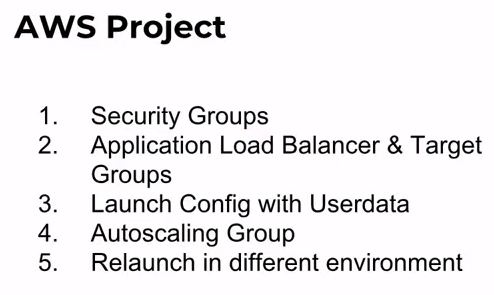 AWS Project
1. Security Groups
2. Application Load Balancer & Target
Groups
3. Launch Config with Userdata
4. Autoscaling Group
5. Relaunch in different environment